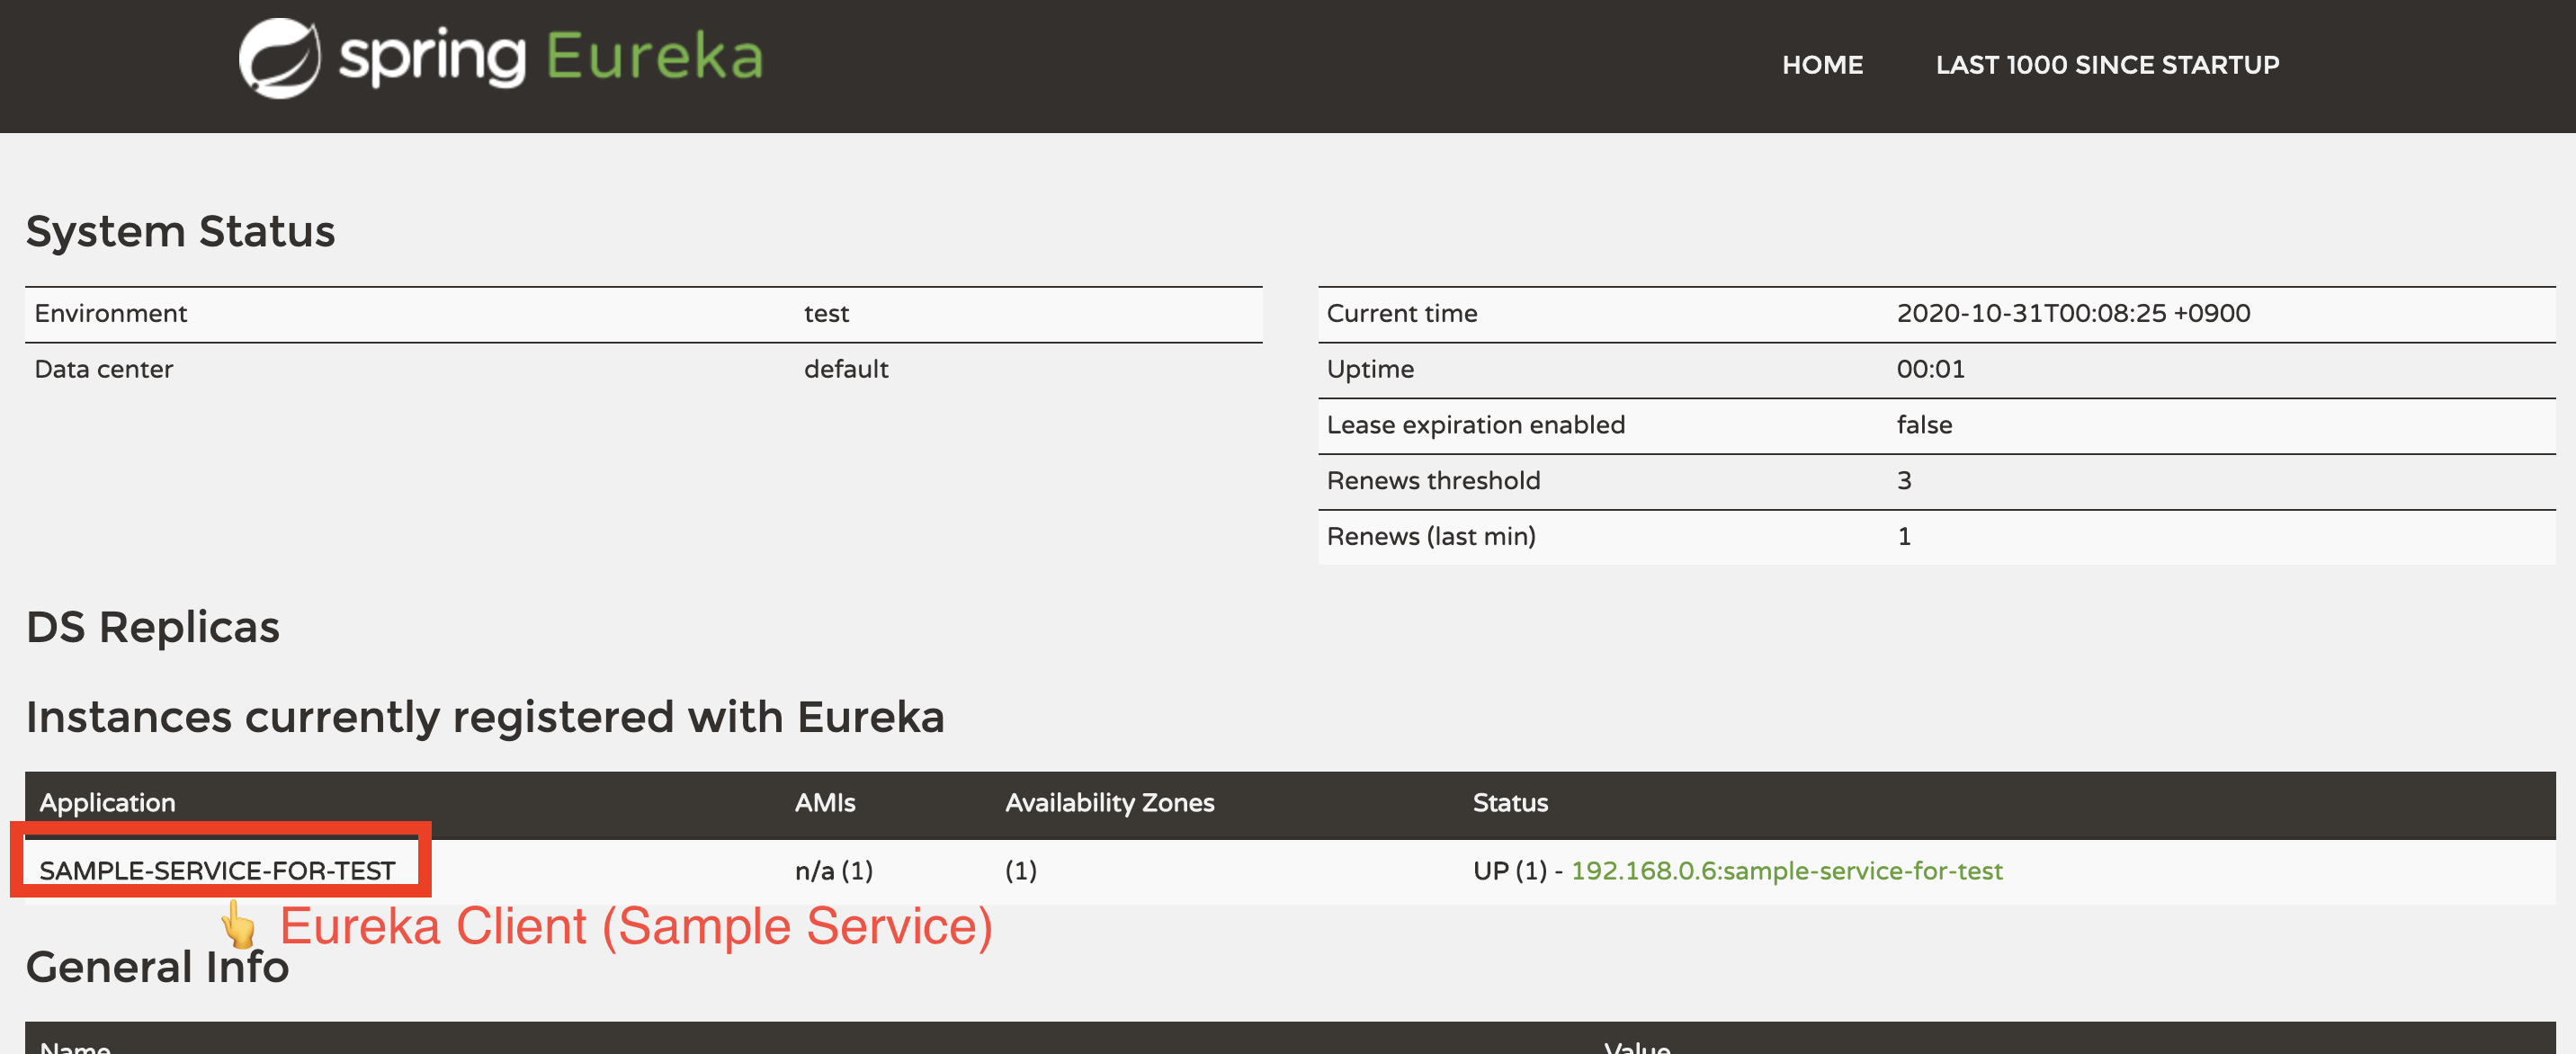 spring Eureka
HOME LAST 1000 SINCE STARTUP
System Status
Environment test
Data center default
Current time 2020-10-31T00:08:25 +0900
Uptime 00:01
Lease expiration enabled false
Renews threshold 3
Renews (last min) 1
DS Replicas
Instances currently registered with Eureka
Application AMIs Availability Zones Status
SAMPLE-SERVICE-FOR-TEST n/a (1) (1) UP (1) - 192.168.0.6:sample-service-for-test
👆 Eureka Client (Sample Service)
General Info
Name Value